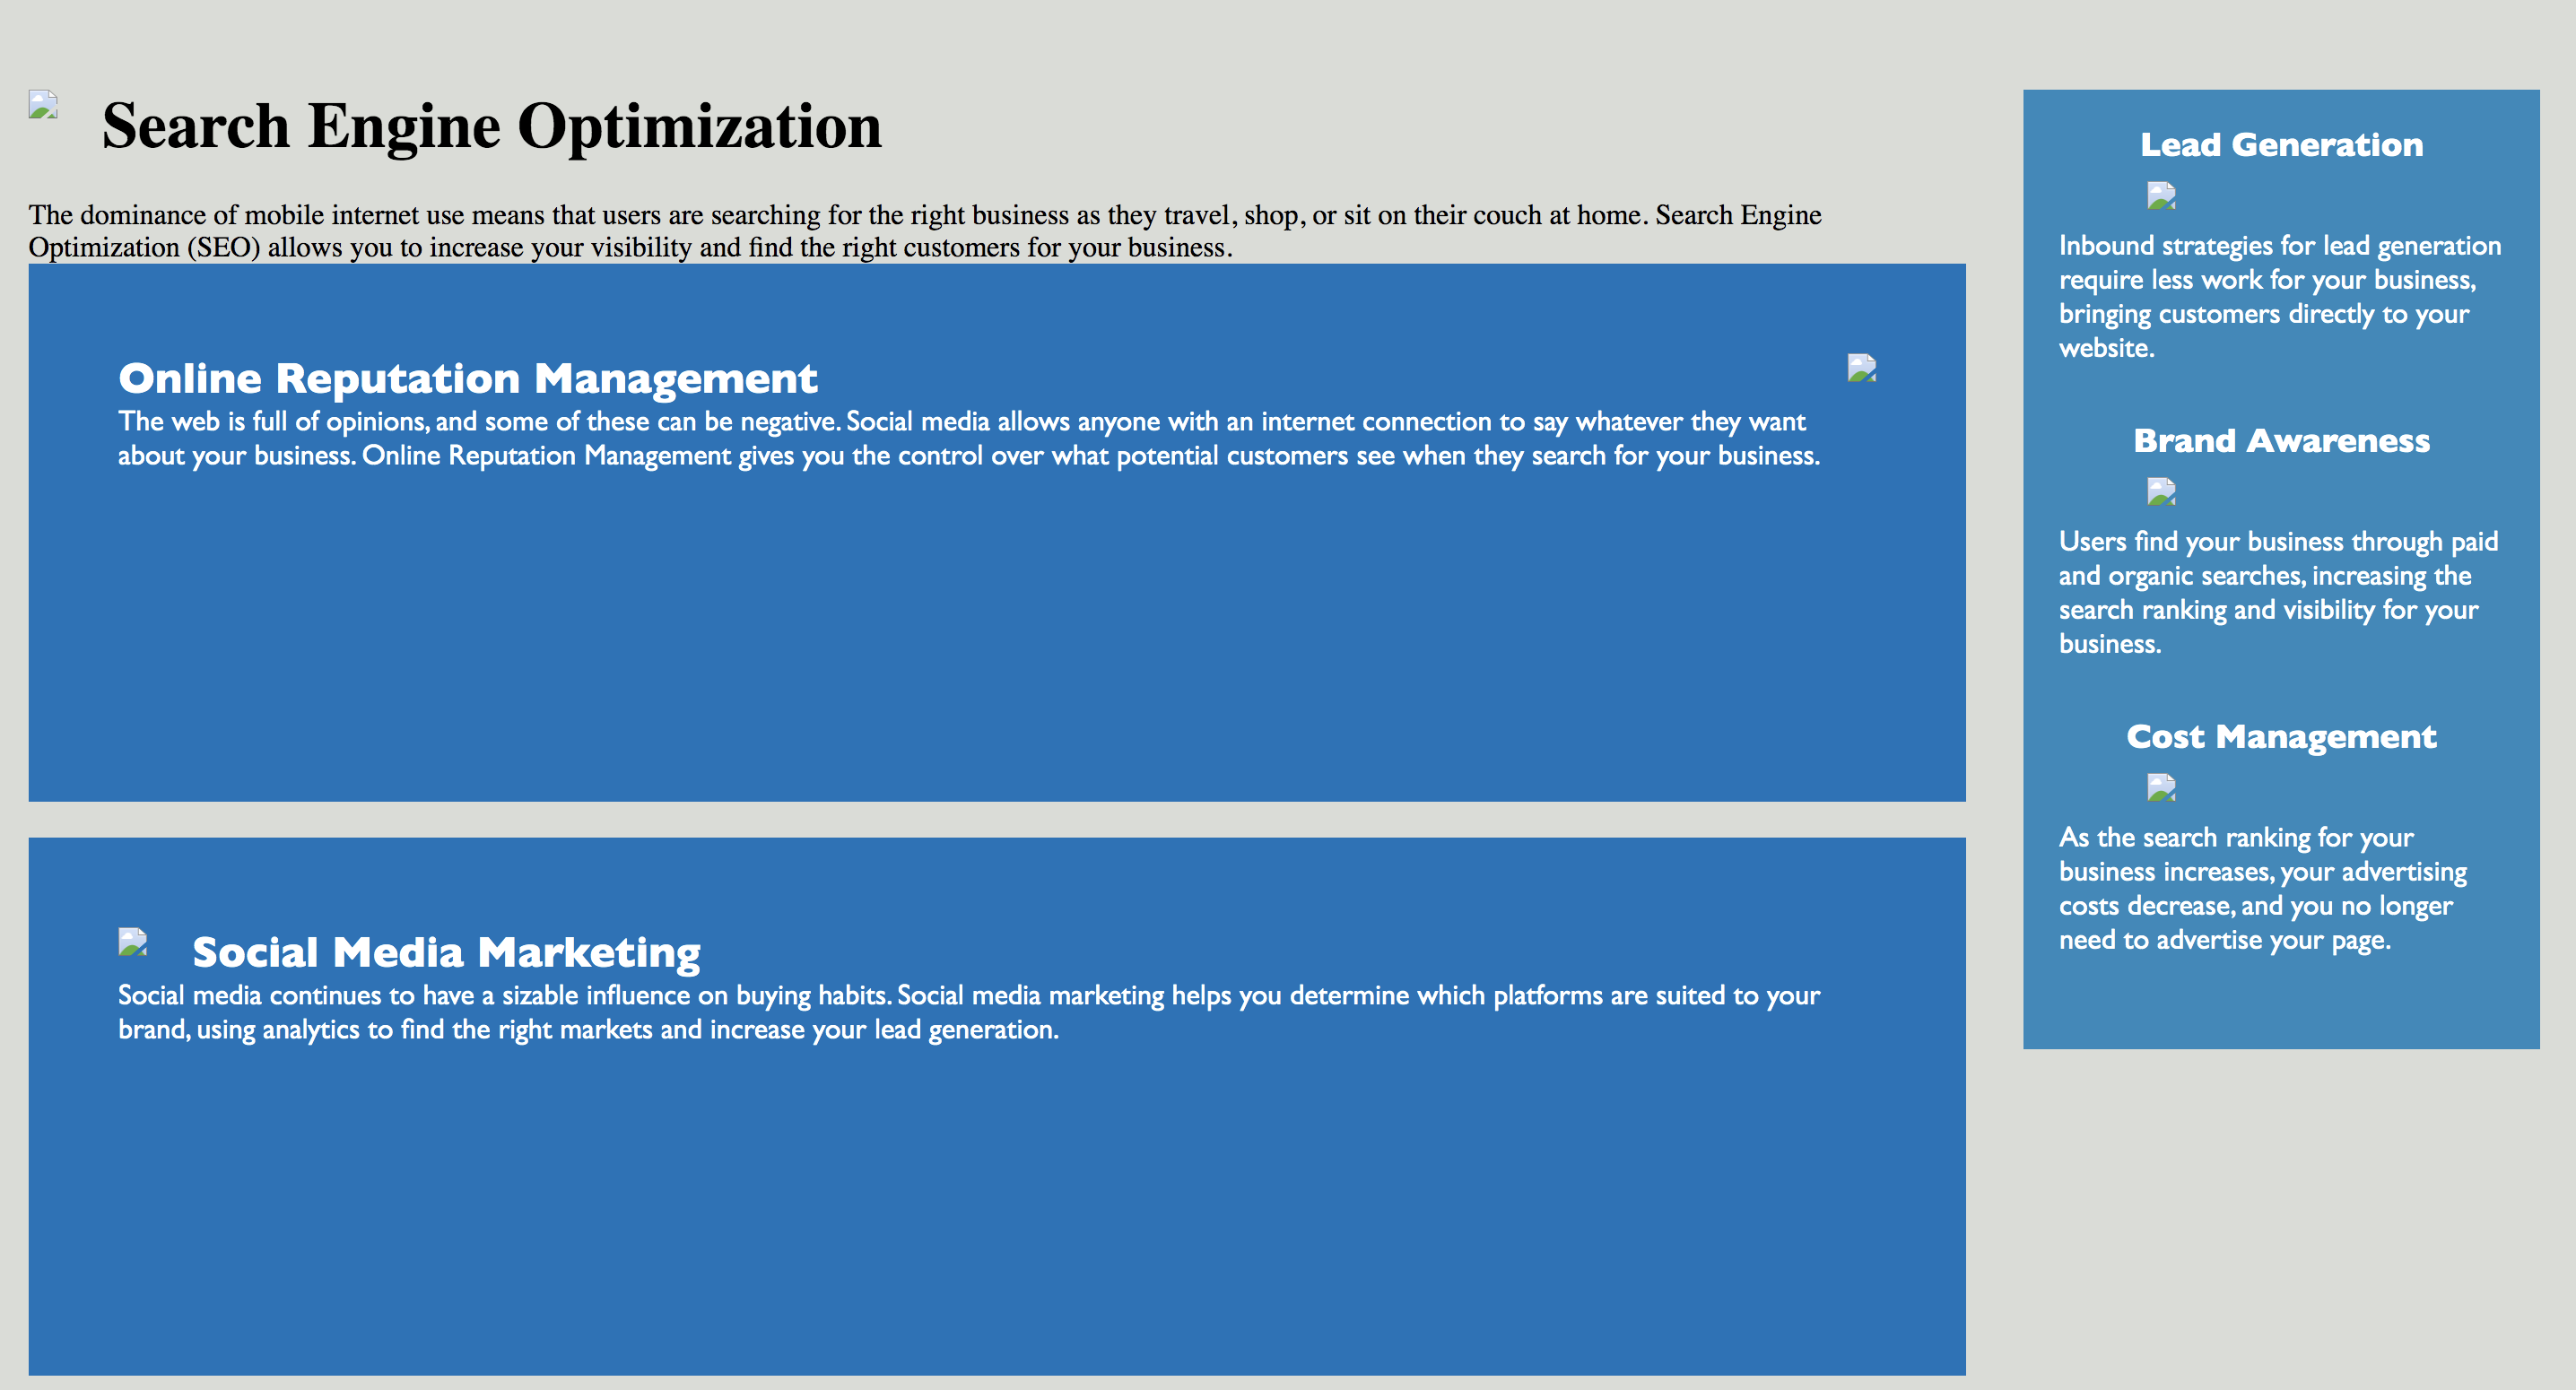 Search Engine Optimization
The dominance of mobile internet use means that users are searching for the right business as they travel, shop, or sit on their couch at home. Search Engine
Optimization (SEO) allows you to increase your visibility and find the right customers for your business.
Online Reputation Management
The web is full of opinions, and some of these can be negative. Social media allows anyone with an internet connection to say whatever they want
about your business. Online Reputation Management gives you the control over what potential customers see when they search for your business.
Social Media Marketing
Social media continues to have a sizable influence on buying habits. Social media marketing helps you determine which platforms are suited to your
brand, using analytics to find the right markets and increase your lead generation.
Lead Generation
Inbound strategies for lead generation
require less work for your business,
bringing customers directly to your
website.
Brand Awareness
Users find your business through paid
and organic searches, increasing the
search ranking and visibility for your
business.
Cost Management
As the search ranking for your
business increases, your advertising
costs decrease, and you no longer
need to advertise your page.